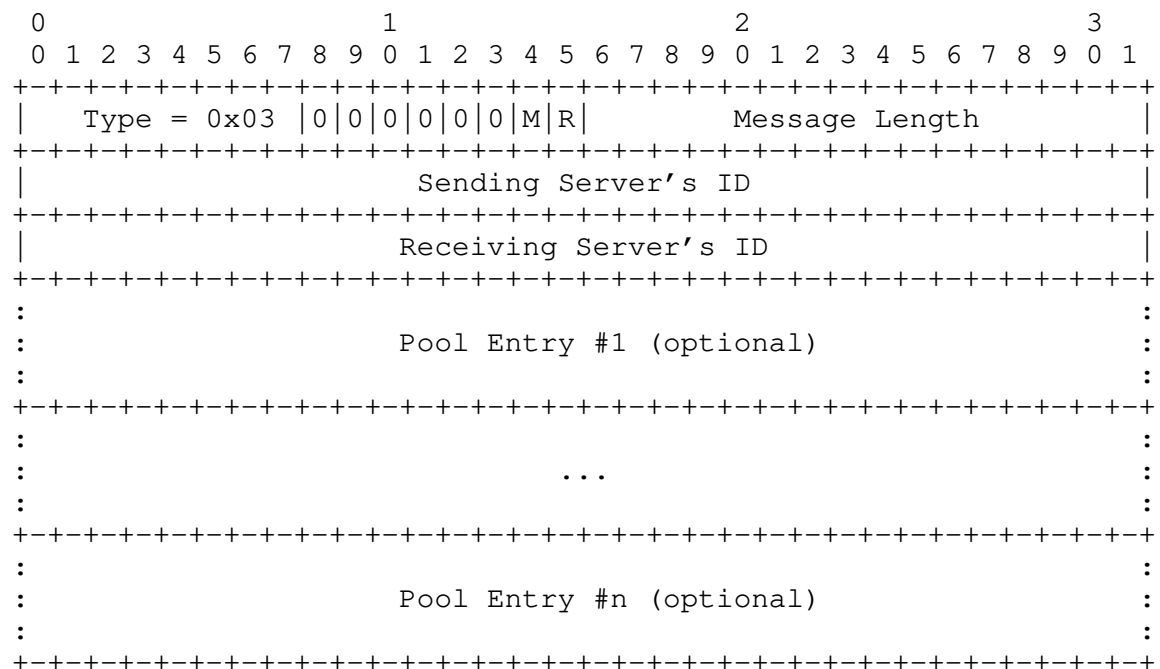 0                   1                   2                   3
 0 1 2 3 4 5 6 7 8 9 0 1 2 3 4 5 6 7 8 9 0 1 2 3 4 5 6 7 8 9 0 1
+-+-+-+-+-+-+-+-+-+-+-+-+-+-+-+-+-+-+-+-+-+-+-+-+-+-+-+-+-+-+-+-+
|   Type = 0x03 |0|0|0|0|0|0|M|R|        Message Length         |
+-+-+-+-+-+-+-+-+-+-+-+-+-+-+-+-+-+-+-+-+-+-+-+-+-+-+-+-+-+-+-+-+
|                      Sending Server's ID                      |
+-+-+-+-+-+-+-+-+-+-+-+-+-+-+-+-+-+-+-+-+-+-+-+-+-+-+-+-+-+-+-+-+
|                     Receiving Server's ID                     |
+-+-+-+-+-+-+-+-+-+-+-+-+-+-+-+-+-+-+-+-+-+-+-+-+-+-+-+-+-+-+-+-+
:                                                               :
:                     Pool Entry #1 (optional)                  :
:                                                               :
+-+-+-+-+-+-+-+-+-+-+-+-+-+-+-+-+-+-+-+-+-+-+-+-+-+-+-+-+-+-+-+-+
:                                                               :
:                              ...                              :
:                                                               :
+-+-+-+-+-+-+-+-+-+-+-+-+-+-+-+-+-+-+-+-+-+-+-+-+-+-+-+-+-+-+-+-+
:                                                               :
:                     Pool Entry #n (optional)                  :
:                                                               :
+-+-+-+-+-+-+-+-+-+-+-+-+-+-+-+-+-+-+-+-+-+-+-+-+-+-+-+-+-+-+-+-+